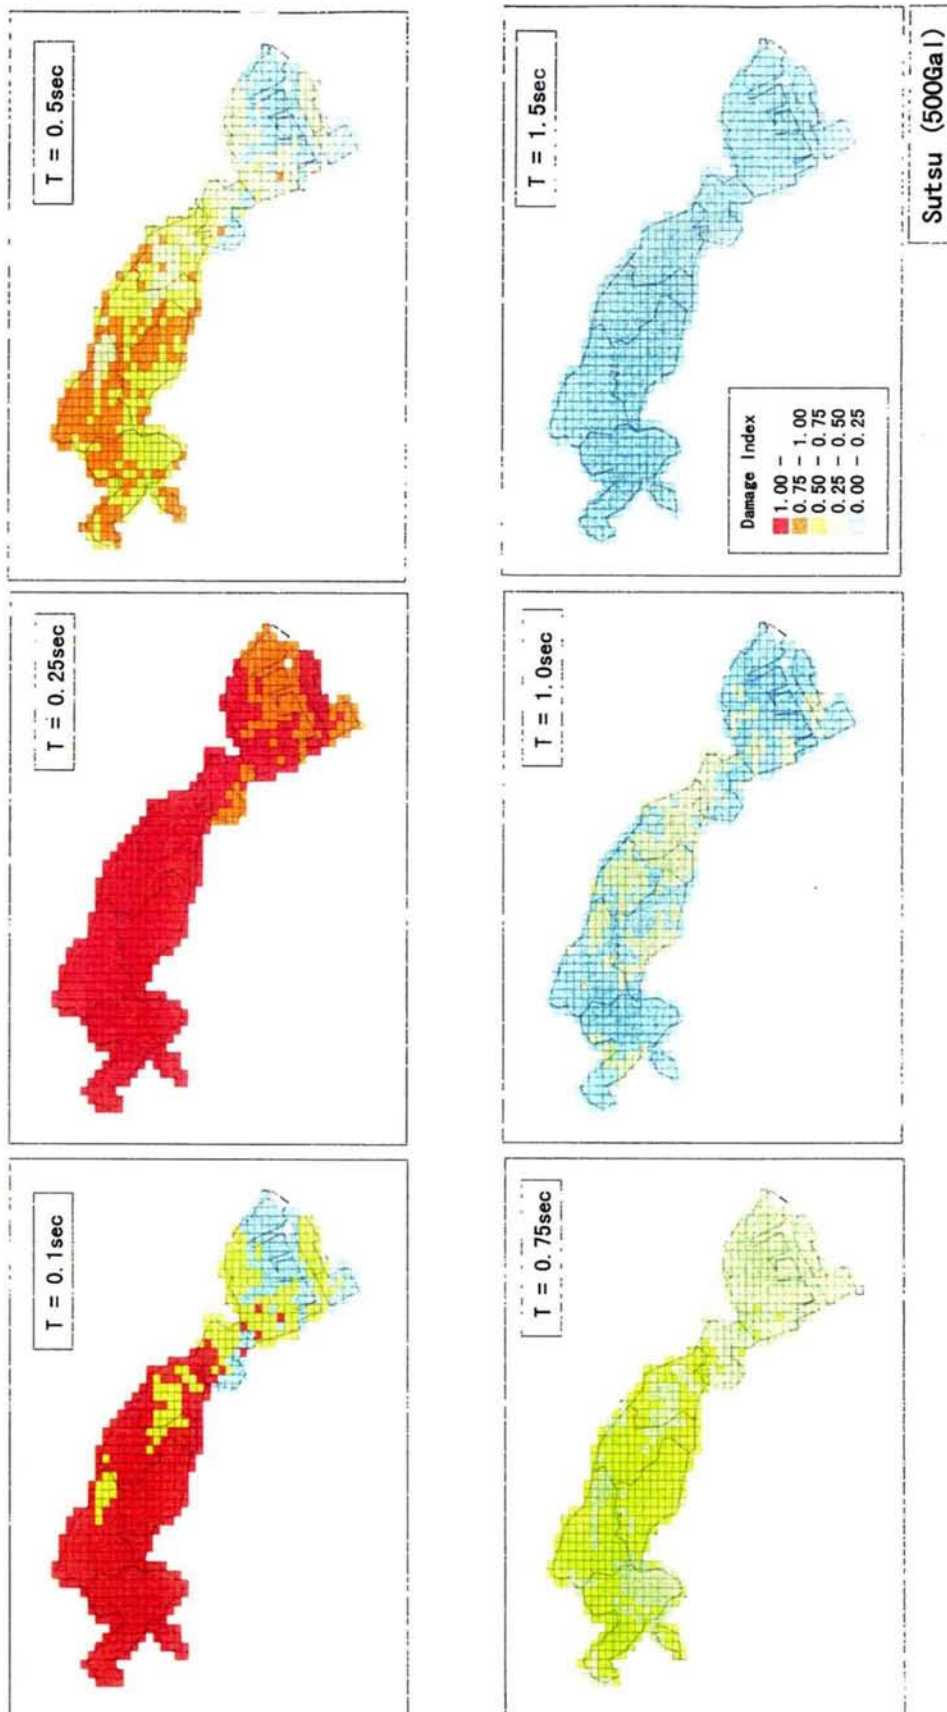 T = 0.1sec
T = 0.25sec
T = 0.5sec
T = 0.75sec
T = 1.0sec
T = 1.5sec
Damage Index
1.00 -
0.75 - 1.00
0.50 - 0.75
0.25 - 0.50
0.00 - 0.25
Sutsu (500Gal)